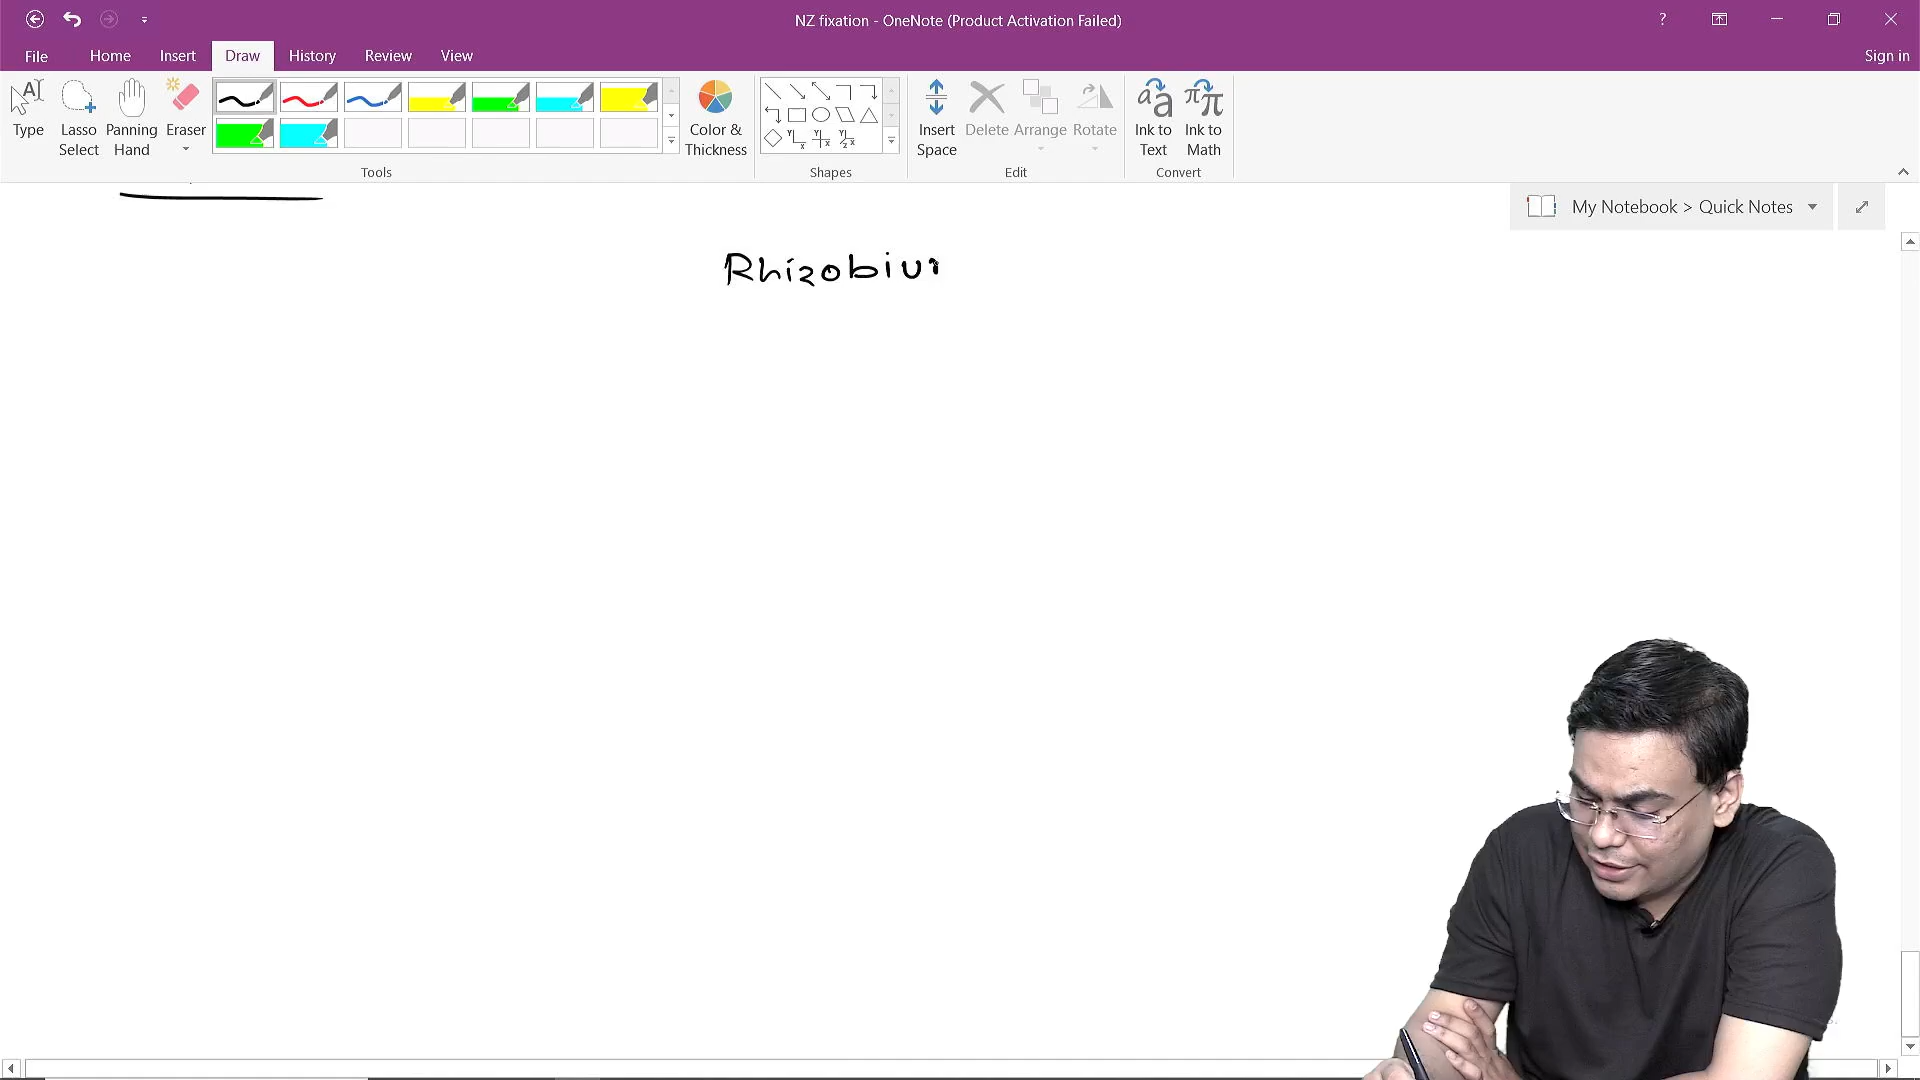 NZ fixation - OneNote (Product Activation Failed)
?
File Home Insert Draw History Review View
Sign in
Type
Lasso Select
Panning Hand
Eraser
Color & Thickness
Insert Space
Delete
Arrange
Rotate
Ink to Text
Ink to Math
Tools
Shapes
Edit
Convert
My Notebook > Quick Notes